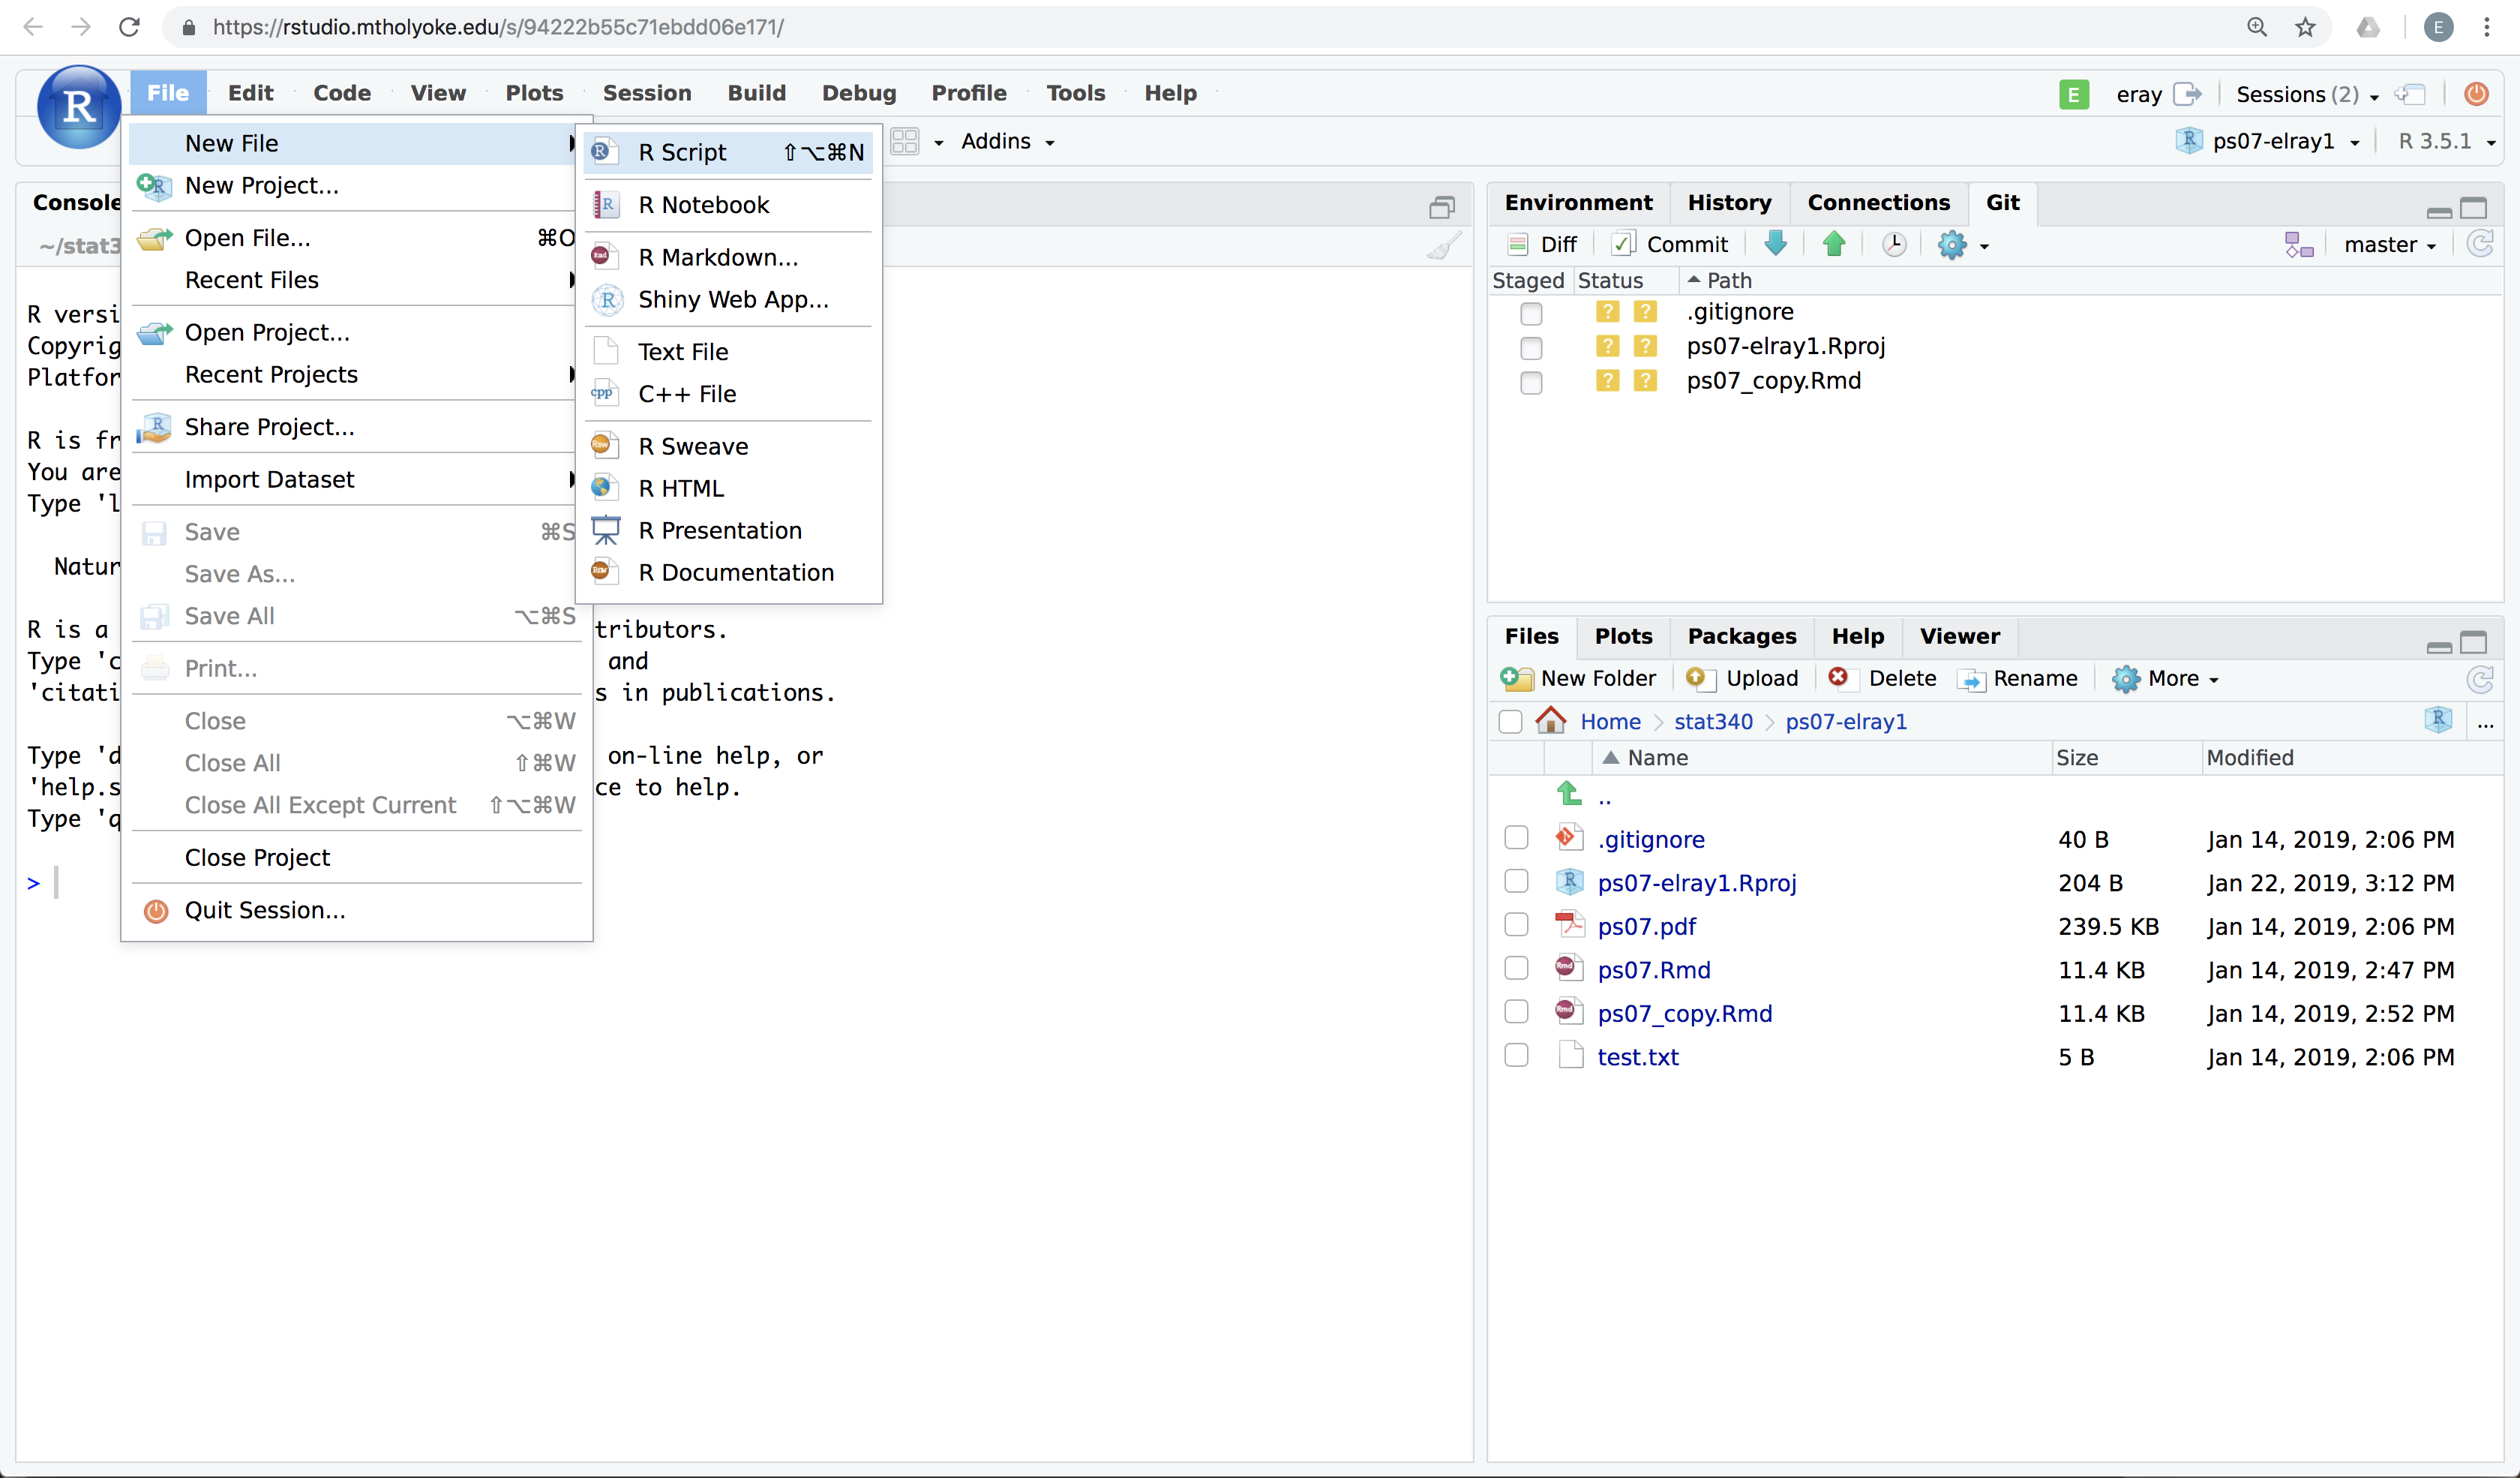 https://rstudio.mtholyoke.edu/s/94222b55c71ebdd06e171/
E
R
File Edit Code View Plots Session Build Debug Profile Tools Help
E eray Sessions (2)
Addins
ps07-elray1 R 3.5.1
New File
New Project...
Open File... ⌘O
Recent Files
Open Project...
Recent Projects
Share Project...
Import Dataset
Save ⌘S
Save As...
Save All ⌥⌘S
Print...
Close ⌥⌘W
Close All ⇧⌘W
Close All Except Current ⇧⌥⌘W
Close Project
Quit Session...
R Script ⇧⌥⌘N
R Notebook
R Markdown...
Shiny Web App...
Text File
C++ File
R Sweave
R HTML
R Presentation
R Documentation
Console
~/stat3
R versi
Copyrig
Platfor
R is fr
You are
Type 'l
Natur
R is a tributors.
Type 'c and
'citati s in publications.
Type 'd on-line help, or
'help.s ce to help.
Type 'q
>
Environment History Connections Git
Diff Commit master
Staged Status Path
? ? .gitignore
? ? ps07-elray1.Rproj
? ? ps07_copy.Rmd
Files Plots Packages Help Viewer
New Folder Upload Delete Rename More
Home stat340 ps07-elray1 ...
Name Size Modified
..
.gitignore 40 B Jan 14, 2019, 2:06 PM
ps07-elray1.Rproj 204 B Jan 22, 2019, 3:12 PM
ps07.pdf 239.5 KB Jan 14, 2019, 2:06 PM
ps07.Rmd 11.4 KB Jan 14, 2019, 2:47 PM
ps07_copy.Rmd 11.4 KB Jan 14, 2019, 2:52 PM
test.txt 5 B Jan 14, 2019, 2:06 PM